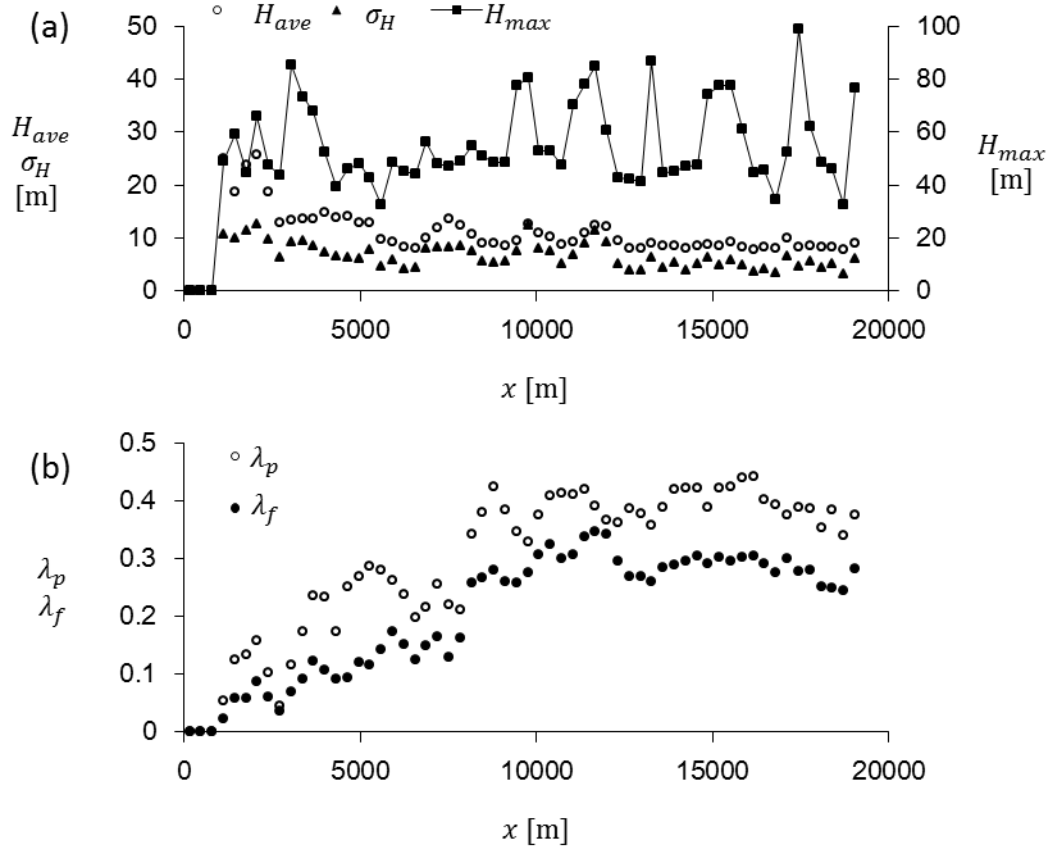 (a)
H_ave σ_H H_max
50 100
40 80
30 60
20 40
10 20
0 0
H_ave
σ_H
[m]
H_max
[m]
0 5000 10000 15000 20000
x [m]
(b)
λ_p
λ_f
0.5
0.4
0.3
0.2
0.1
0
λ_p
λ_f
0 5000 10000 15000 20000
x [m]